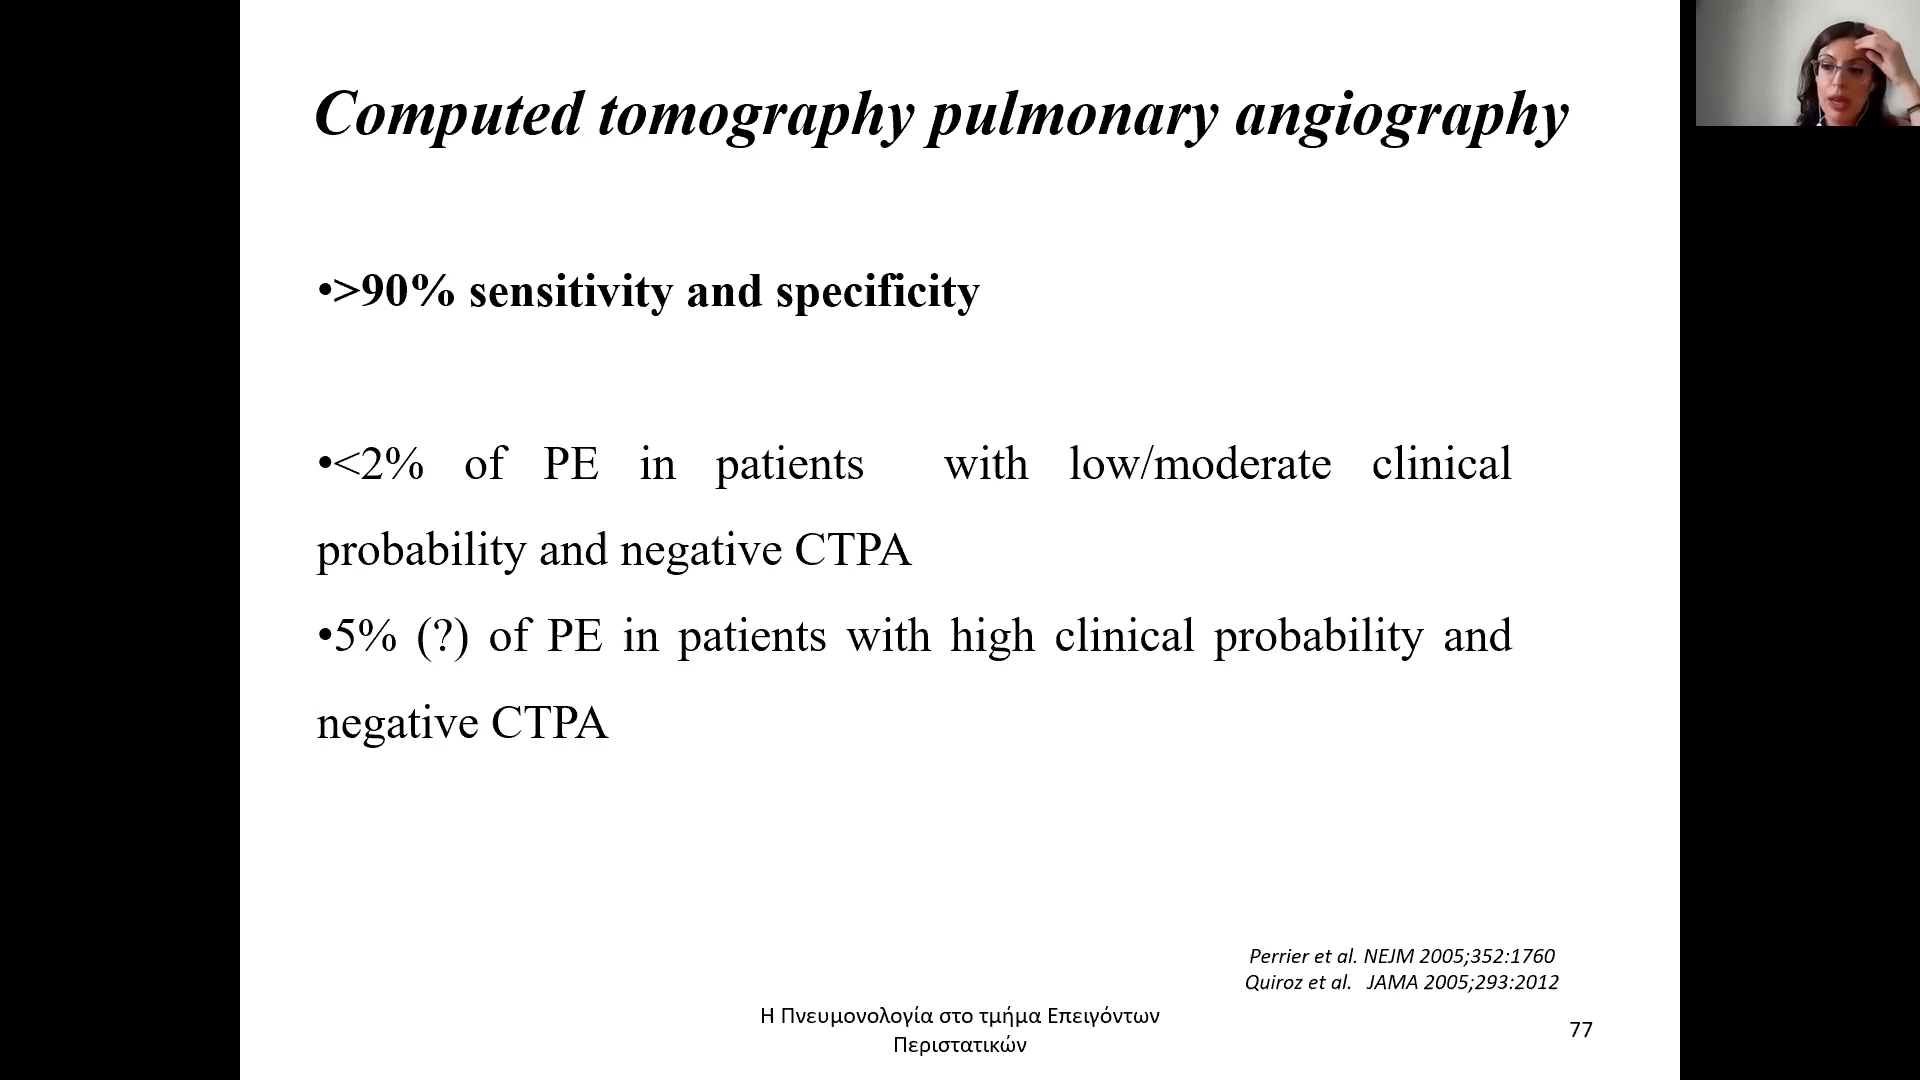 Computed tomography pulmonary angiography
•>90% sensitivity and specificity
•<2% of PE in patients with low/moderate clinical
probability and negative CTPA
•5% (?) of PE in patients with high clinical probability and
negative CTPA
Perrier et al. NEJM 2005;352:1760
Quiroz et al. JAMA 2005;293:2012
Η Πνευμονολογία στο τμήμα Επειγόντων
Περιστατικών
77